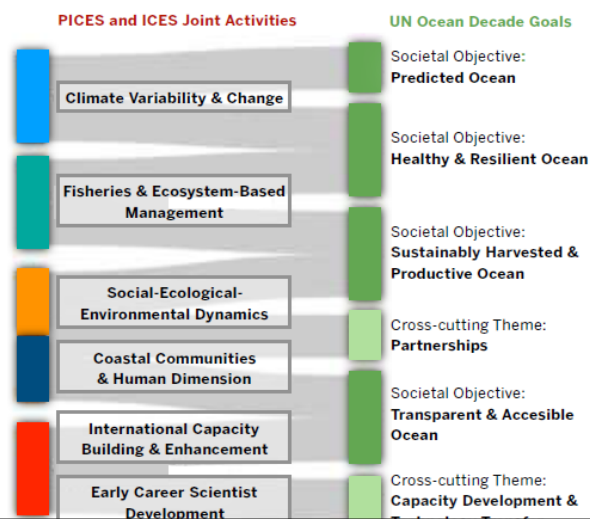 PICES and ICES Joint Activities
UN Ocean Decade Goals
Climate Variability & Change
Fisheries & Ecosystem-Based
Management
Social-Ecological-
Environmental Dynamics
Coastal Communities
& Human Dimension
International Capacity
Building & Enhancement
Early Career Scientist
Development
Societal Objective:
Predicted Ocean
Societal Objective:
Healthy & Resilient Ocean
Societal Objective:
Sustainably Harvested &
Productive Ocean
Cross-cutting Theme:
Partnerships
Societal Objective:
Transparent & Accesible
Ocean
Cross-cutting Theme:
Capacity Development &